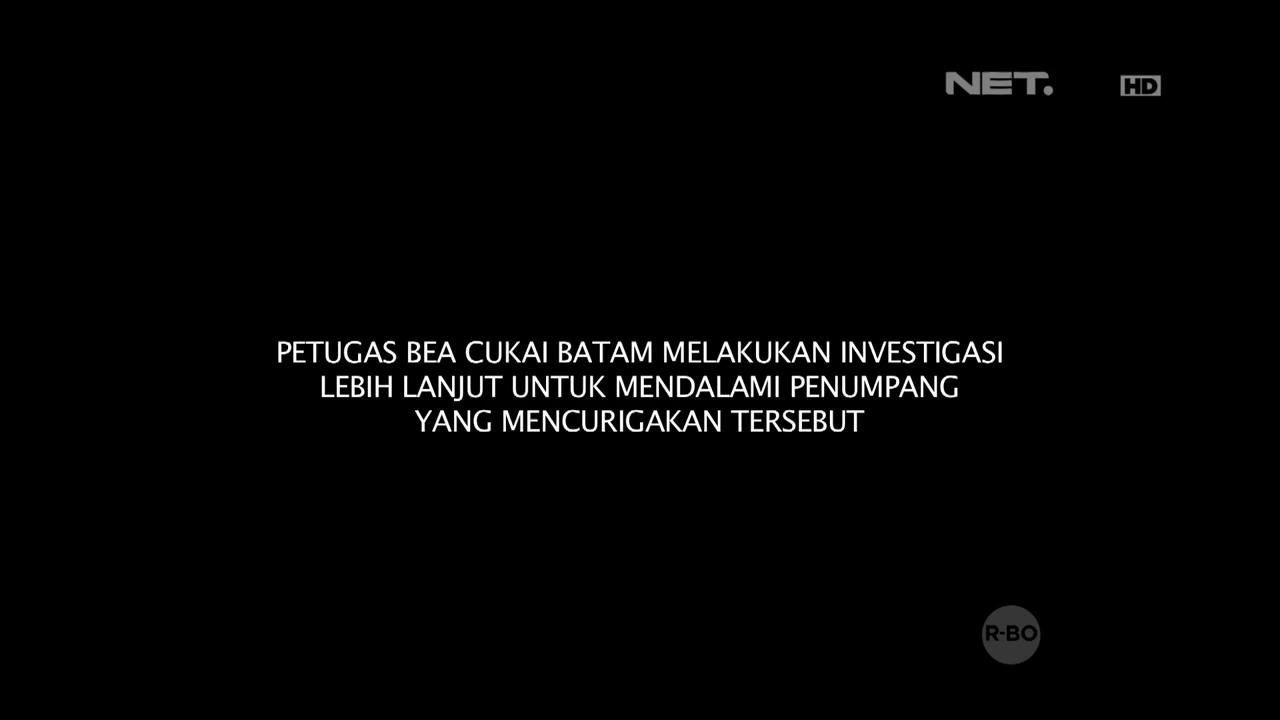 NET. HD
PETUGAS BEA CUKAI BATAM MELAKUKAN INVESTIGASI
LEBIH LANJUT UNTUK MENDALAMI PENUMPANG
YANG MENCURIGAKAN TERSEBUT
R-BO